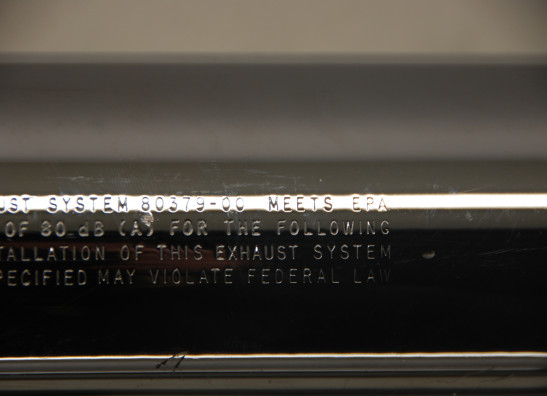 UST SYSTEM 80379-00 MEETS EPA
OF 80 dB (A) FOR THE FOLLOWING
TALLATION OF THIS EXHAUST SYSTEM
PECIFIED MAY VIOLATE FEDERAL LAW